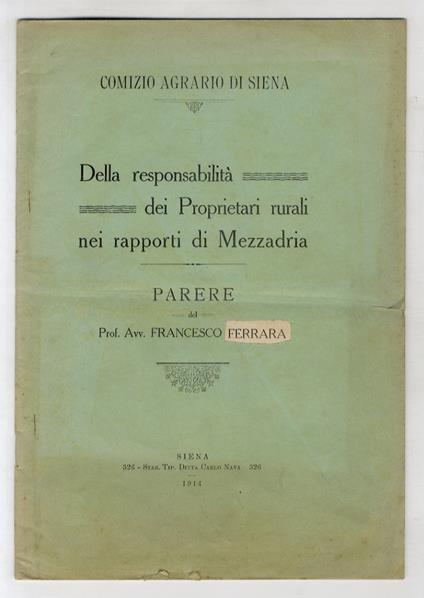 COMIZIO AGRARIO DI SIENA
Della responsabilità
dei Proprietari rurali
nei rapporti di Mezzadria
PARERE
del
Prof. Avv. FRANCESCO FERRARA
SIENA
326 - Stab. Tip. Ditta Carlo Nava 326
1914